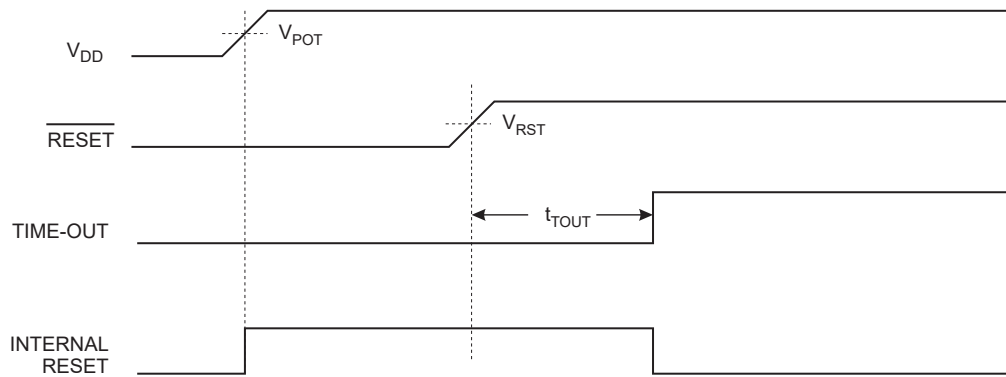 V_DD
V_POT
RESET
V_RST
TIME-OUT
t_TOUT
INTERNAL
RESET